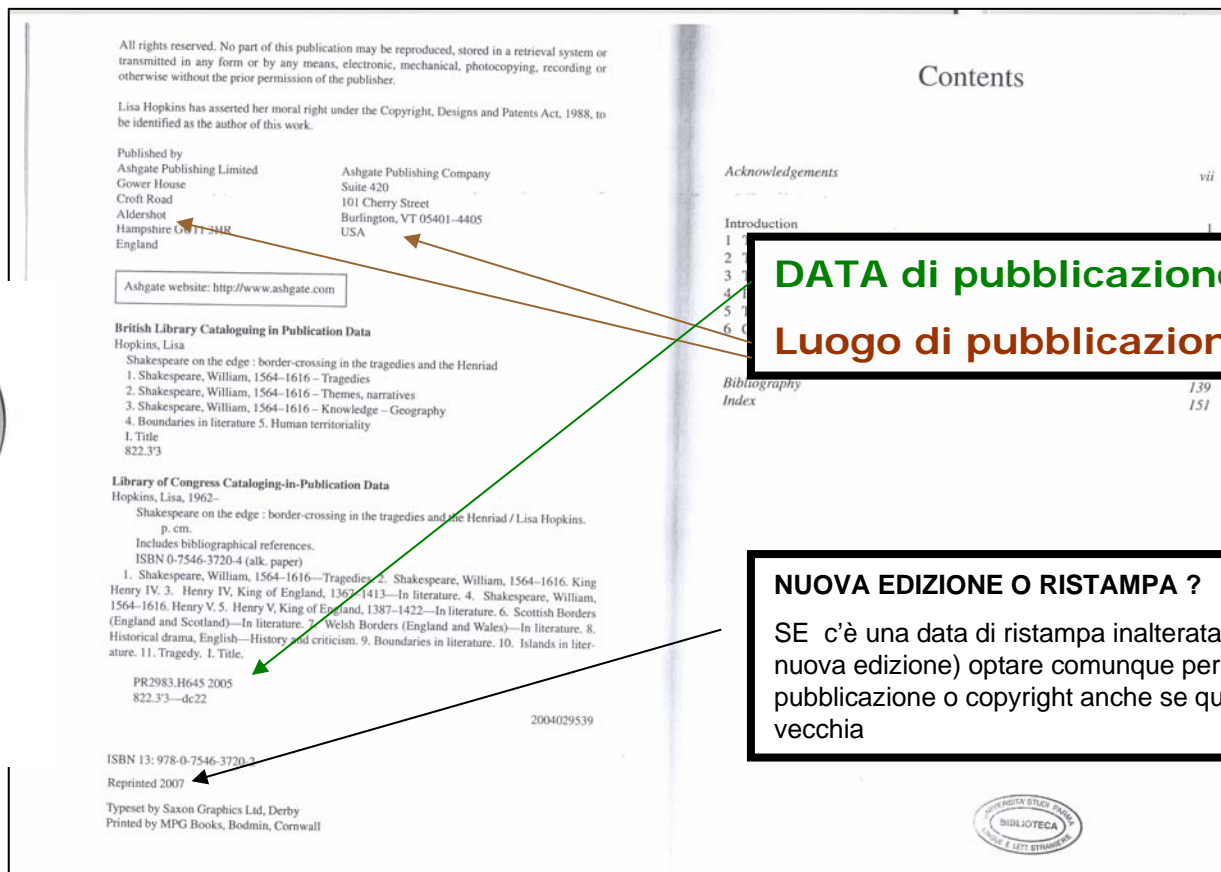 All rights reserved. No part of this publication may be reproduced, stored in a retrieval system or
transmitted in any form or by any means, electronic, mechanical, photocopying, recording or
otherwise without the prior permission of the publisher.
Lisa Hopkins has asserted her moral right under the Copyright, Designs and Patents Act, 1988, to
be identified as the author of this work.
Published by
Ashgate Publishing Limited
Gower House
Croft Road
Aldershot
Hampshire GU11 3HR
England
Ashgate Publishing Company
Suite 420
101 Cherry Street
Burlington, VT 05401–4405
USA
Ashgate website: http://www.ashgate.com
British Library Cataloguing in Publication Data
Hopkins, Lisa
Shakespeare on the edge : border-crossing in the tragedies and the Henriad
1. Shakespeare, William, 1564–1616 – Tragedies
2. Shakespeare, William, 1564–1616 – Themes, narratives
3. Shakespeare, William, 1564–1616 – Knowledge – Geography
4. Boundaries in literature 5. Human territoriality
I. Title
822.3'3
Library of Congress Cataloging-in-Publication Data
Hopkins, Lisa, 1962–
Shakespeare on the edge : border-crossing in the tragedies and the Henriad / Lisa Hopkins.
p. cm.
Includes bibliographical references.
ISBN 0-7546-3720-4 (alk. paper)
1. Shakespeare, William, 1564–1616—Tragedies. 2. Shakespeare, William, 1564–1616. King
Henry IV. 3. Henry IV, King of England, 1367–1413—In literature. 4. Shakespeare, William,
1564–1616. Henry V. 5. Henry V, King of England, 1387–1422—In literature. 6. Scottish Borders
(England and Scotland)—In literature. 7. Welsh Borders (England and Wales)—In literature. 8.
Historical drama, English—History and criticism. 9. Boundaries in literature. 10. Islands in liter-
ature. 11. Tragedy. I. Title.
PR2983.H645 2005
822.3'3—dc22
2004029539
ISBN 13: 978-0-7546-3720-2
Reprinted 2007
Typeset by Saxon Graphics Ltd, Derby
Printed by MPG Books, Bodmin, Cornwall
Contents
Acknowledgements vii
Introduction 1
1 T
2 T
3 T
4
5 T
6
DATA di pubblicazione
Luogo di pubblicazion
Bibliography 139
Index 151
NUOVA EDIZIONE O RISTAMPA ?
SE c'è una data di ristampa inalterata
nuova edizione) optare comunque per
pubblicazione o copyright anche se qu
vecchia
UNIVERSITA' STUDI PARMA
BIBLIOTECA
LINGUE E LETT. STRANIERE